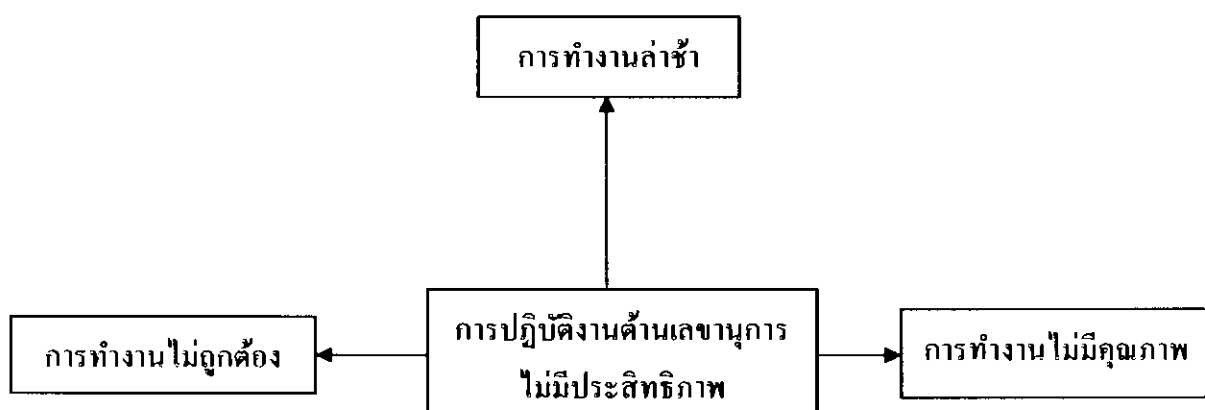 การทำงานล่าช้า
การปฏิบัติงานด้านเลขานุการ
ไม่มีประสิทธิภาพ
การทำงานไม่ถูกต้อง
การทำงานไม่มีคุณภาพ